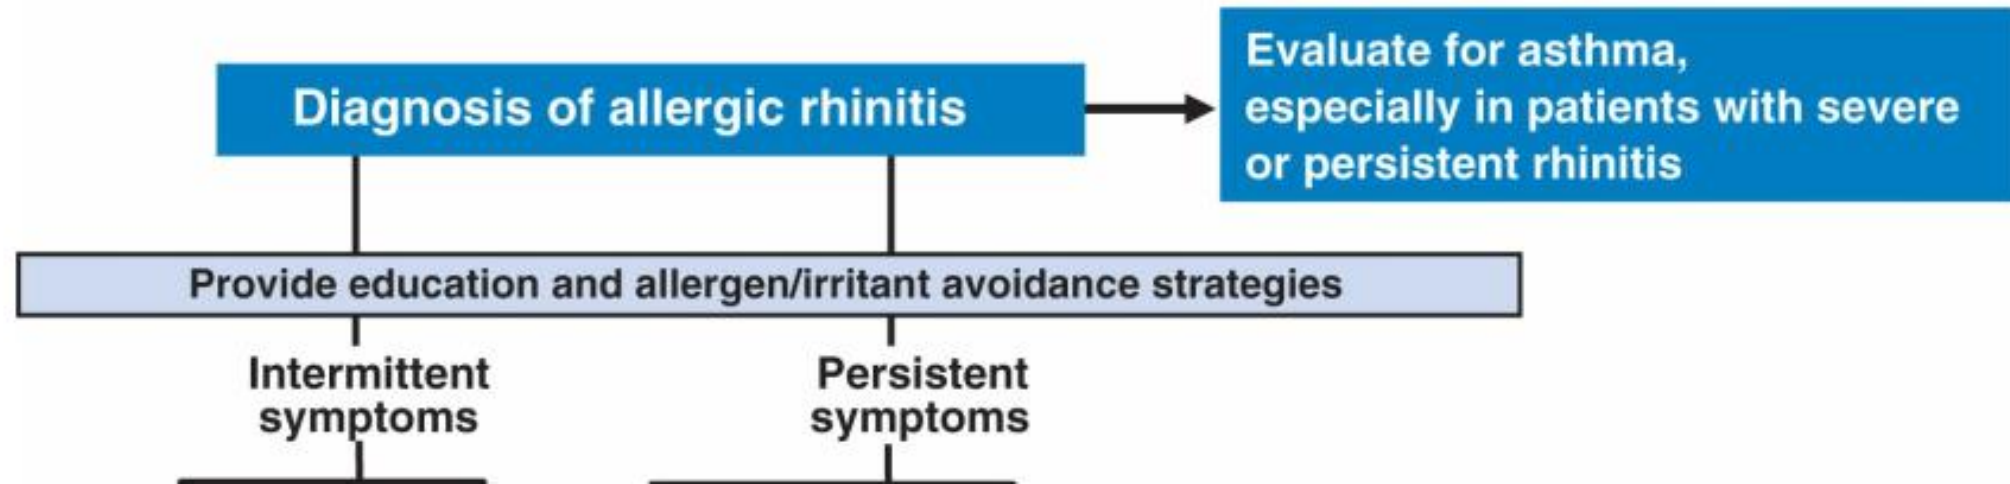 Diagnosis of allergic rhinitis
Evaluate for asthma,
especially in patients with severe
or persistent rhinitis
Provide education and allergen/irritant avoidance strategies
Intermittent
symptoms
Persistent
symptoms